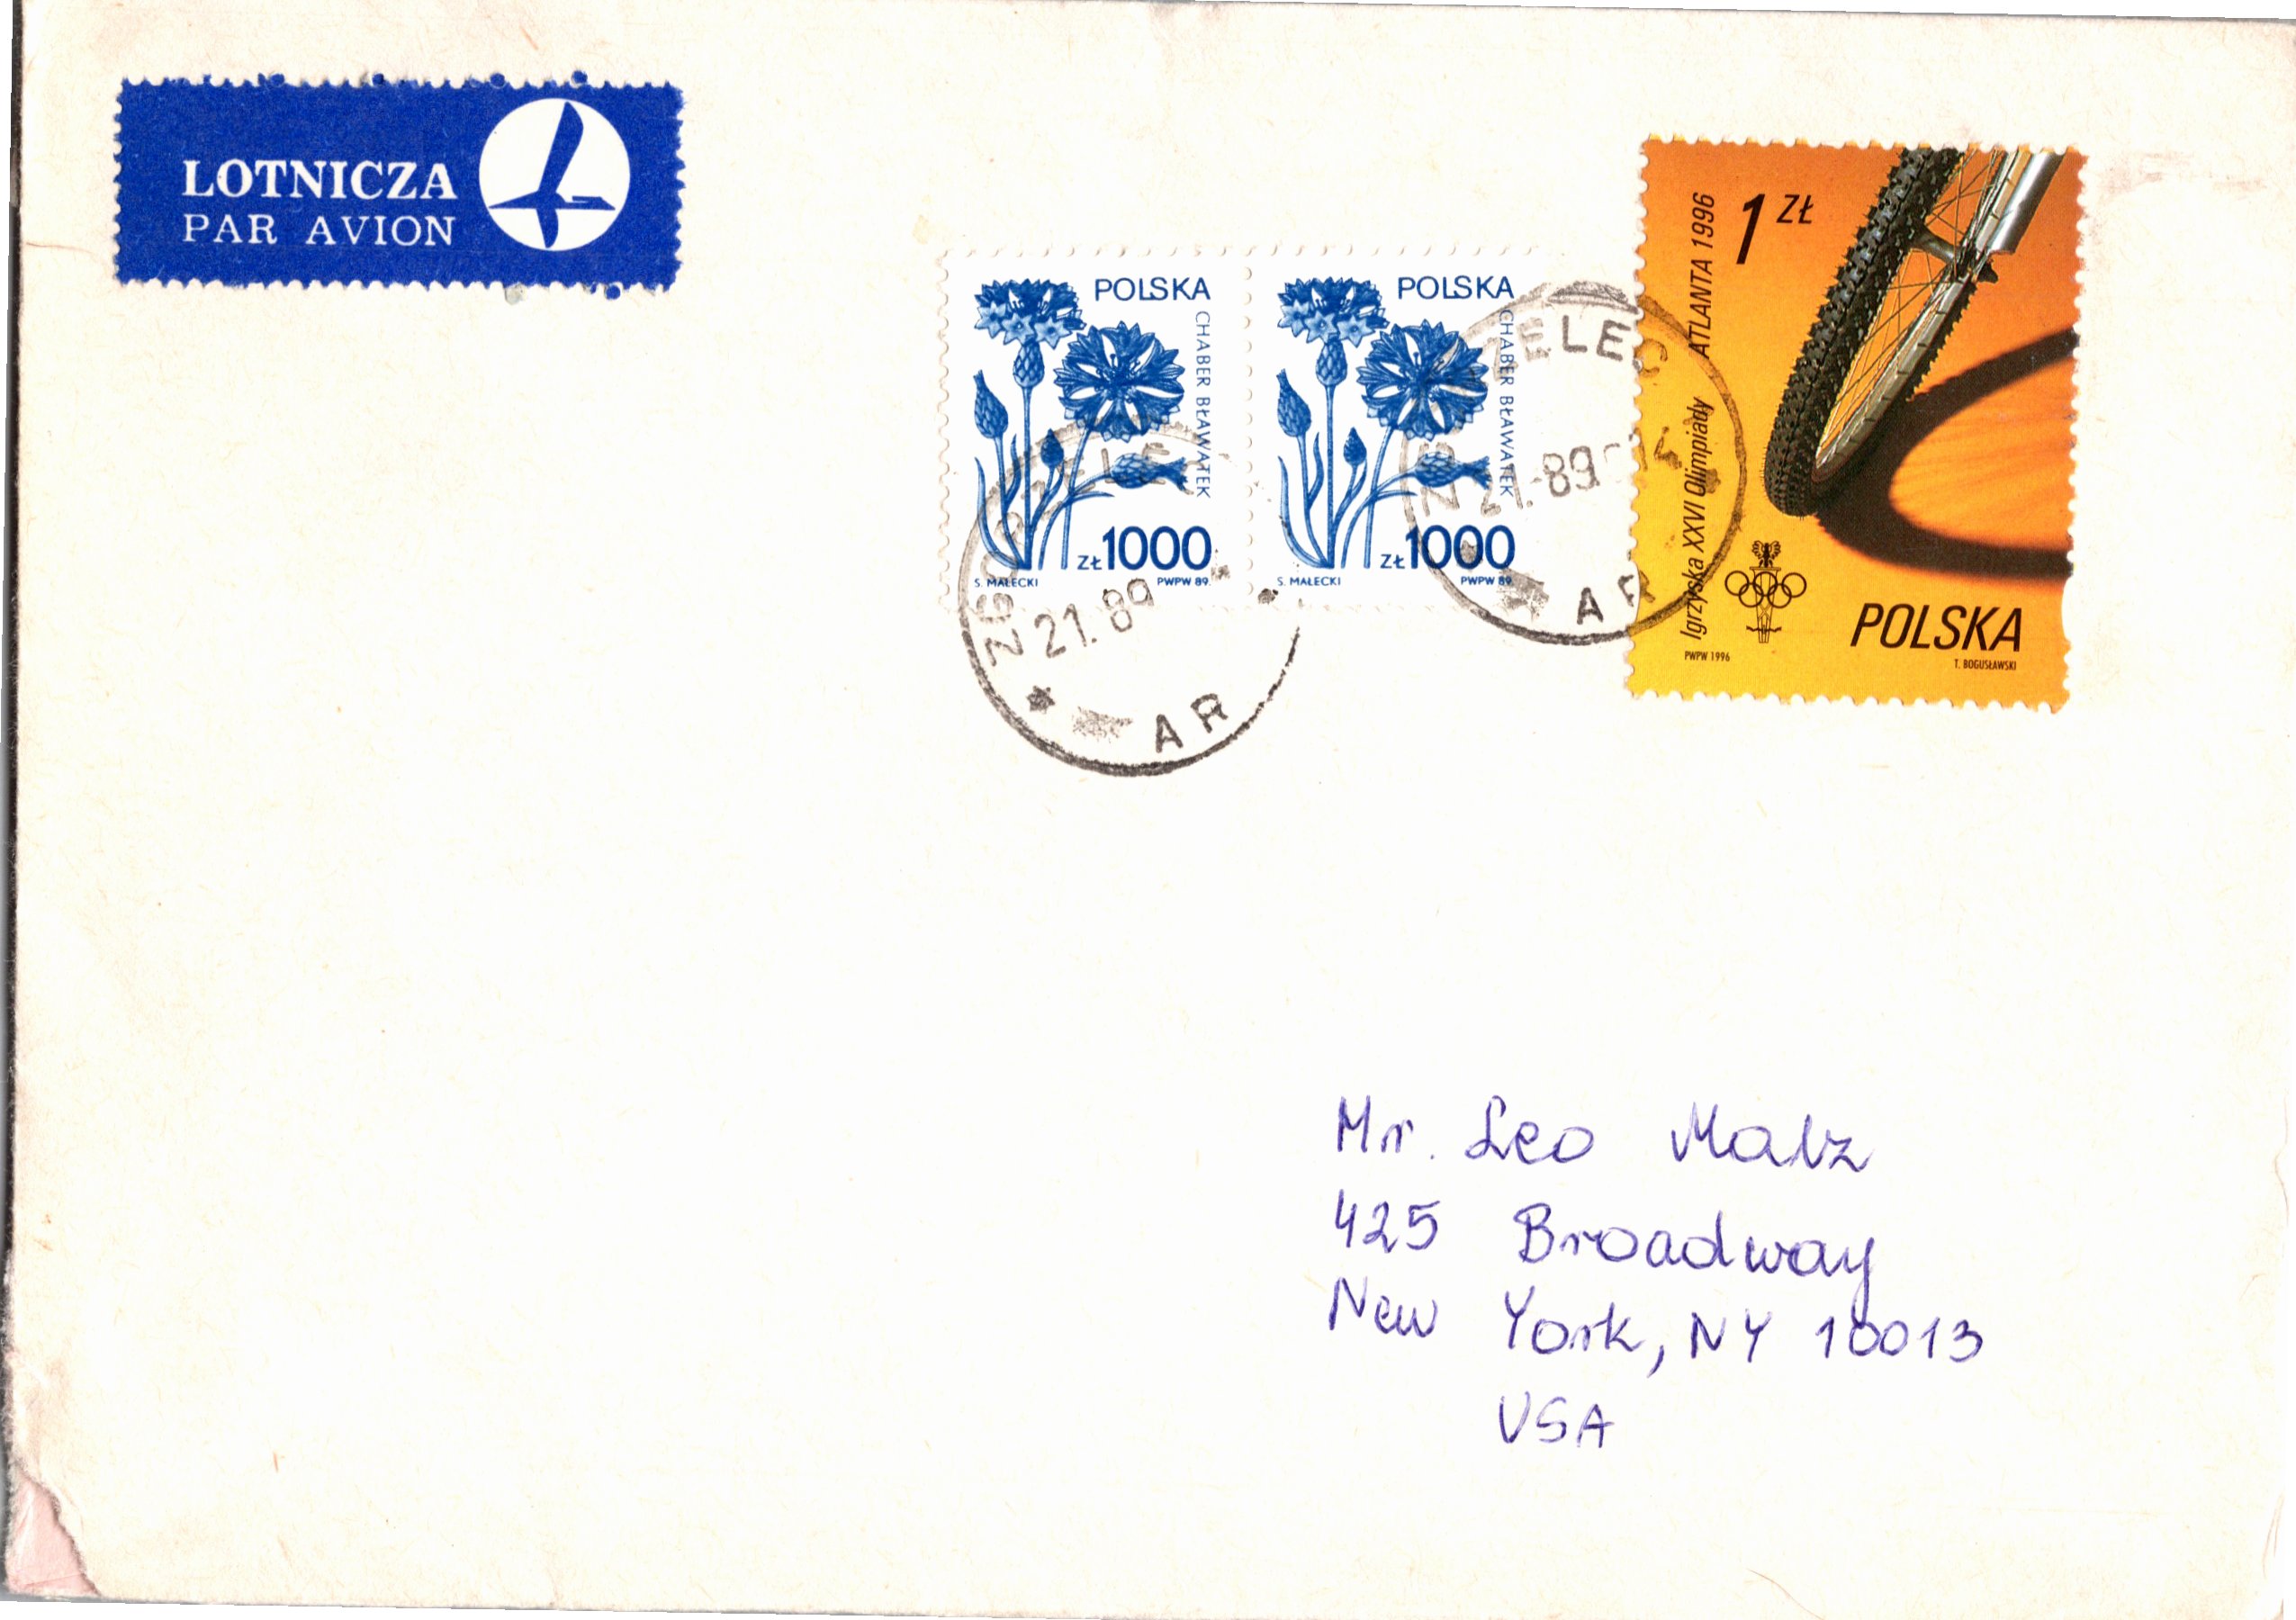 LOTNICZA
PAR AVION
POLSKA
CHABER BŁAWATEK
ZŁ 1000
S. MAŁECKI
PWPW 89.
POLSKA
CHABER BŁAWATEK
ZŁ 1000
S. MAŁECKI
PWPW 89.
1 ZŁ
Igrzyska XXVI Olimpiady ATLANTA 1996
POLSKA
PWPW 1996
T. BOGUSŁAWSKI
21.
AR
21.
AR
Mr. Leo Malz
425 Broadway
New York, NY 10013
USA